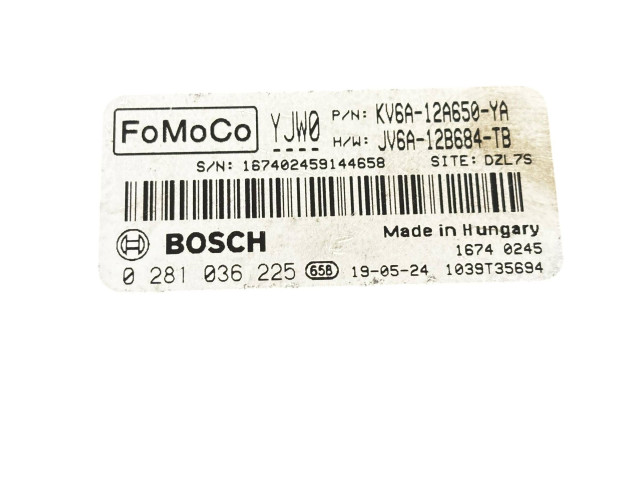 FoMoCo YJW0 P/N: KV6A-12A650-YA
H/W: JV6A-12B684-TB
S/N: 167402459144658 SITE: DZL7S
BOSCH Made in Hungary
1674 0245
0 281 036 225 658 19-05-24 1039T35694